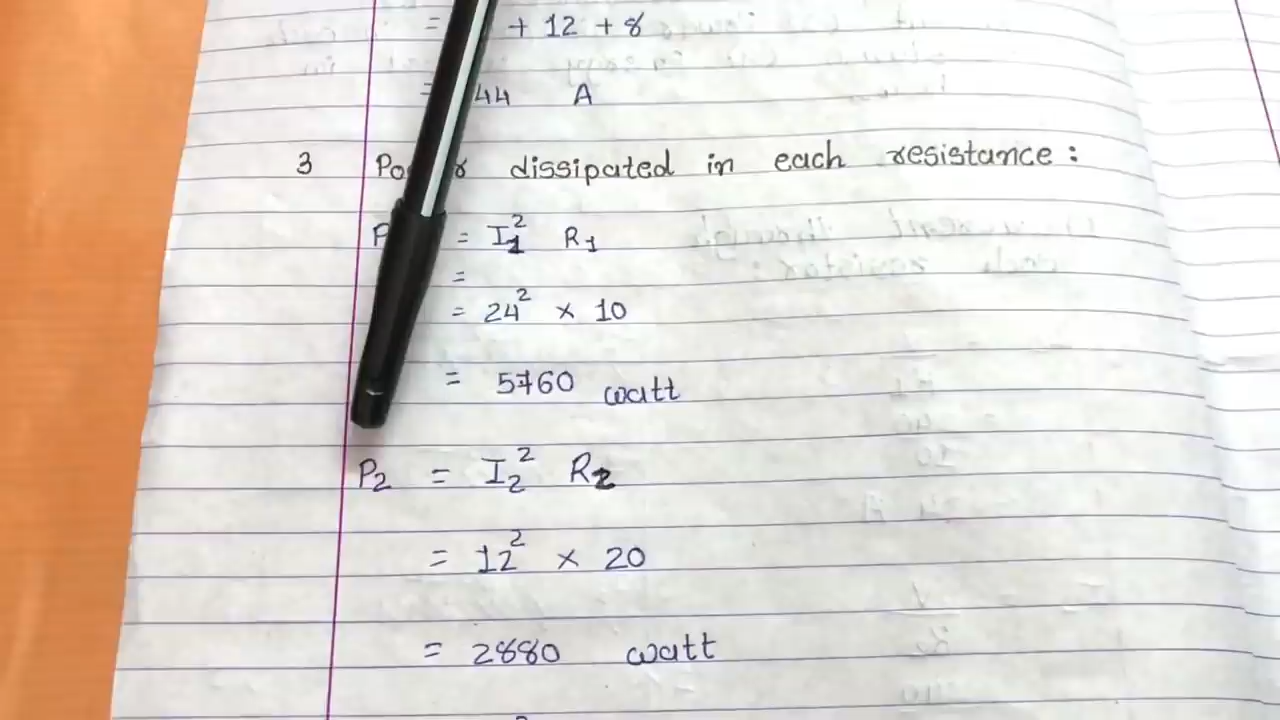 = + 12 + 8
= 44 A
3 dissipated in each resistance :
= I₁² R₁
=
= 24² × 10
= 5760 watt
P₂ = I₂² R₂
= 12² × 20
= 2880 watt